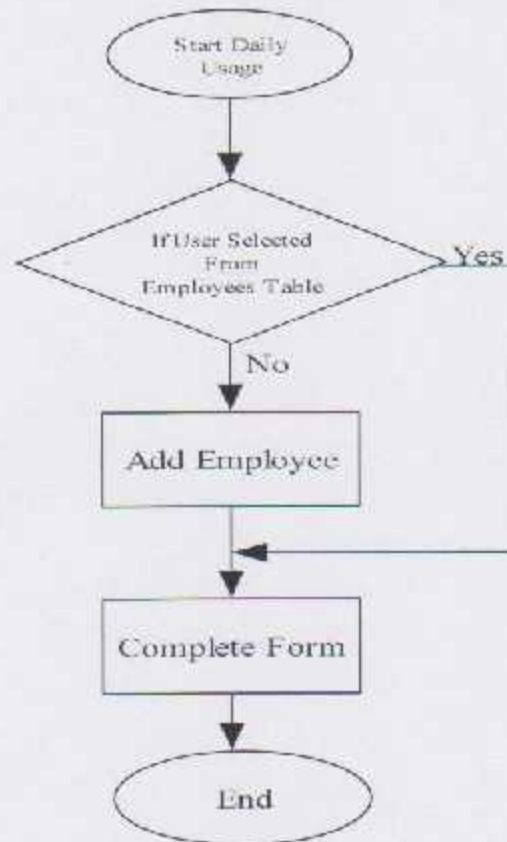 Start Daily
Usage
If User Selected
From
Employees Table
Yes
No
Add Employee
Complete Form
End